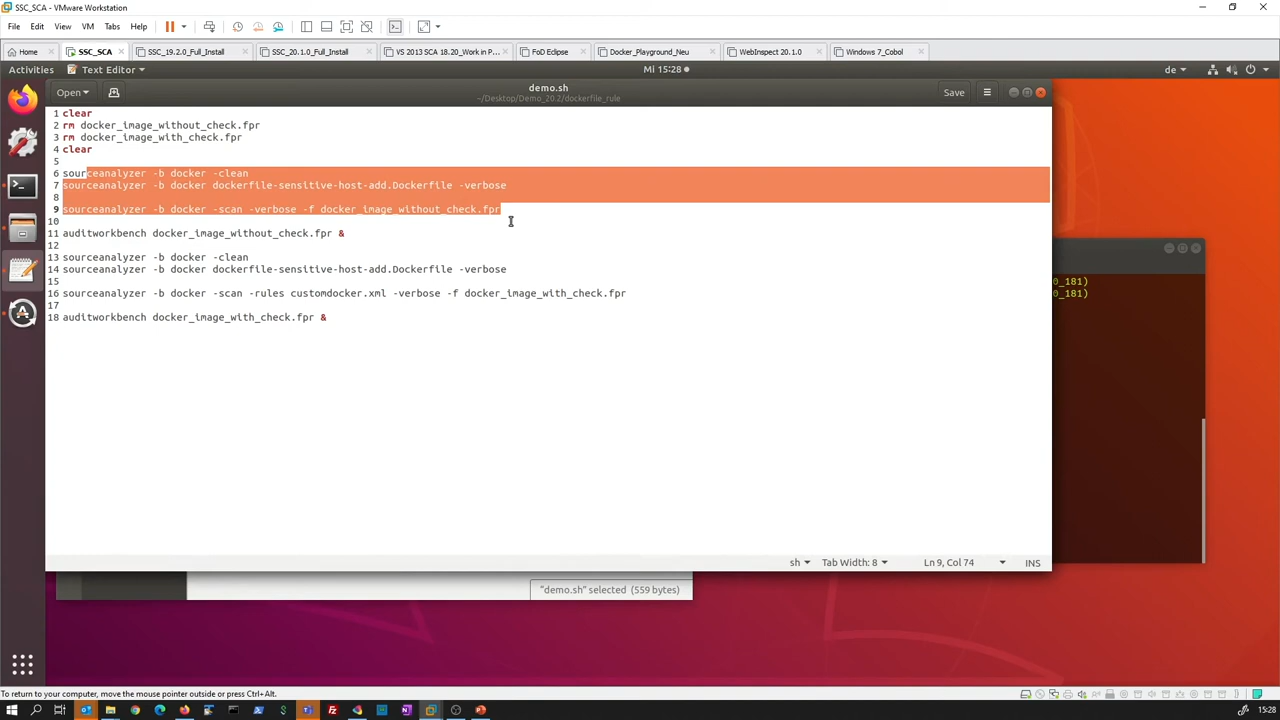 SSC_SCA - VMware Workstation
File Edit View VM Tabs Help
Home SSC_SCA SSC_19.2.0_Full_Install SSC_20.1.0_Full_Install VS 2013 SCA 18.20_Work in P... FoD Eclipse Docker_Playground_Neu WebInspect 20.1.0 Windows 7_Cobol
Activities Text Editor Mi 15:28 de
Open demo.sh Save
~/Desktop/Demo_20.2/dockerfile_rule
1 clear
2 rm docker_image_without_check.fpr
3 rm docker_image_with_check.fpr
4 clear
5
6 sourceanalyzer -b docker -clean
7 sourceanalyzer -b docker dockerfile-sensitive-host-add.Dockerfile -verbose
8
9 sourceanalyzer -b docker -scan -verbose -f docker_image_without_check.fpr
10
11 auditworkbench docker_image_without_check.fpr &
12
13 sourceanalyzer -b docker -clean
14 sourceanalyzer -b docker dockerfile-sensitive-host-add.Dockerfile -verbose
15
16 sourceanalyzer -b docker -scan -rules customdocker.xml -verbose -f docker_image_with_check.fpr
17
18 auditworkbench docker_image_with_check.fpr &
0_181)
0_181)
sh Tab Width: 8 Ln 9, Col 74 INS
"demo.sh" selected (559 bytes)
To return to your computer, move the mouse pointer outside or press Ctrl+Alt.
15:28